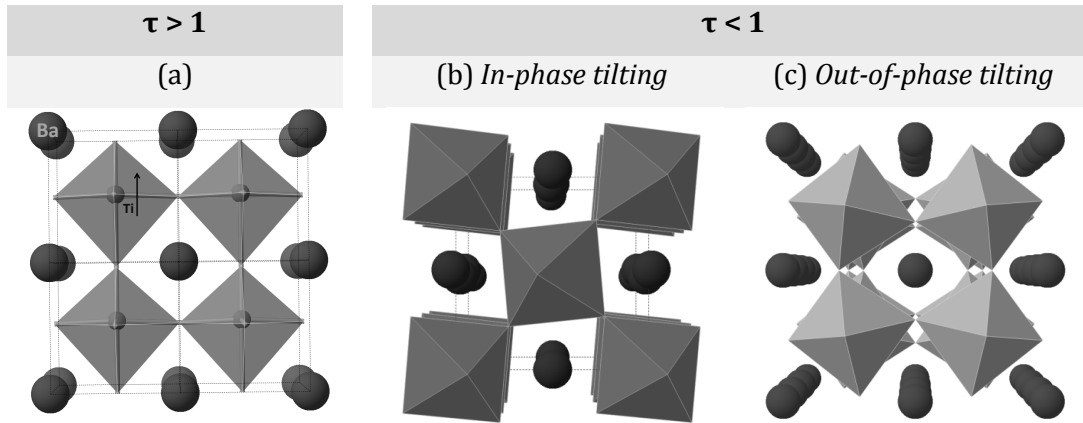 τ > 1
τ < 1
(a)
(b) In-phase tilting
(c) Out-of-phase tilting
Ba
Ti